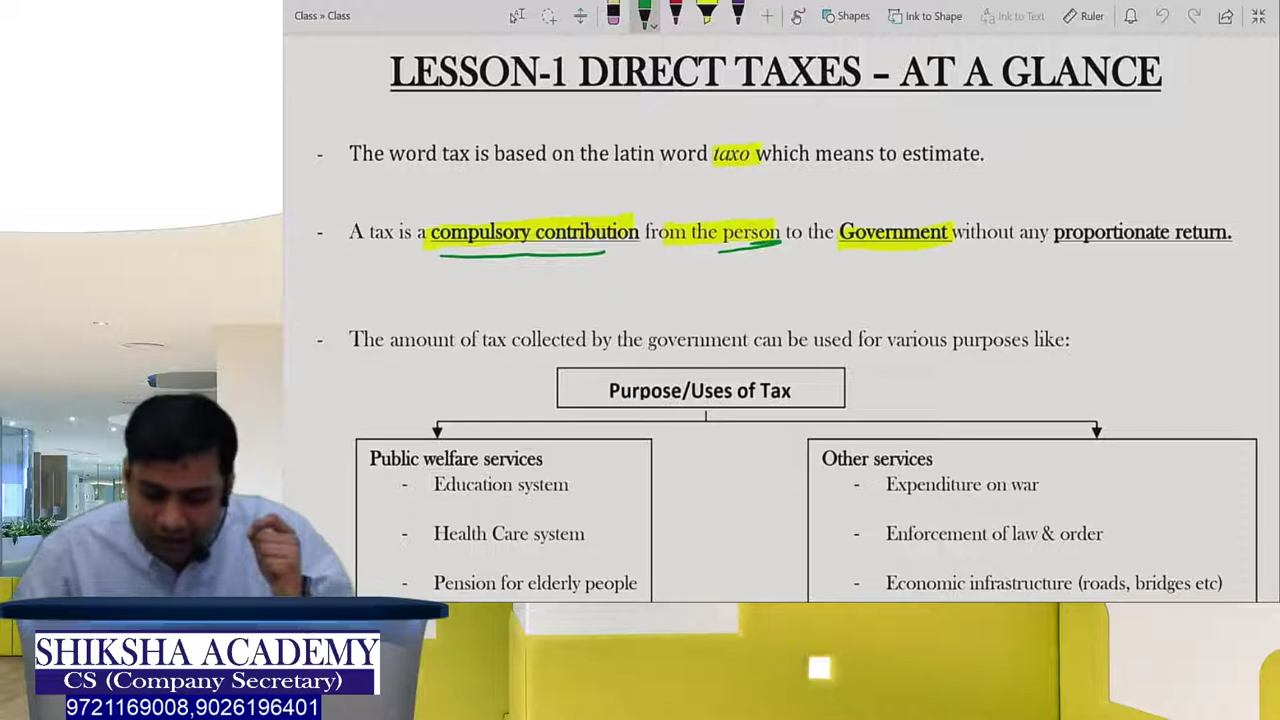 Class » Class
Shapes
Ink to Shape
Ink to Text
Ruler
LESSON-1 DIRECT TAXES – AT A GLANCE
- The word tax is based on the latin word taxo which means to estimate.
- A tax is a compulsory contribution from the person to the Government without any proportionate return.
- The amount of tax collected by the government can be used for various purposes like:
Purpose/Uses of Tax
Public welfare services
- Education system
- Health Care system
- Pension for elderly people
Other services
- Expenditure on war
- Enforcement of law & order
- Economic infrastructure (roads, bridges etc)
SHIKSHA ACADEMY
CS (Company Secretary)
9721169008,9026196401